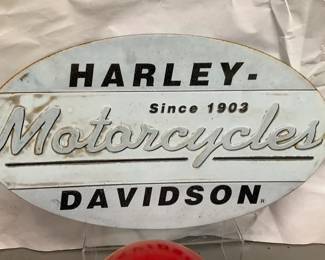 HARLEY-
Since 1903
Motorcycles
DAVIDSON